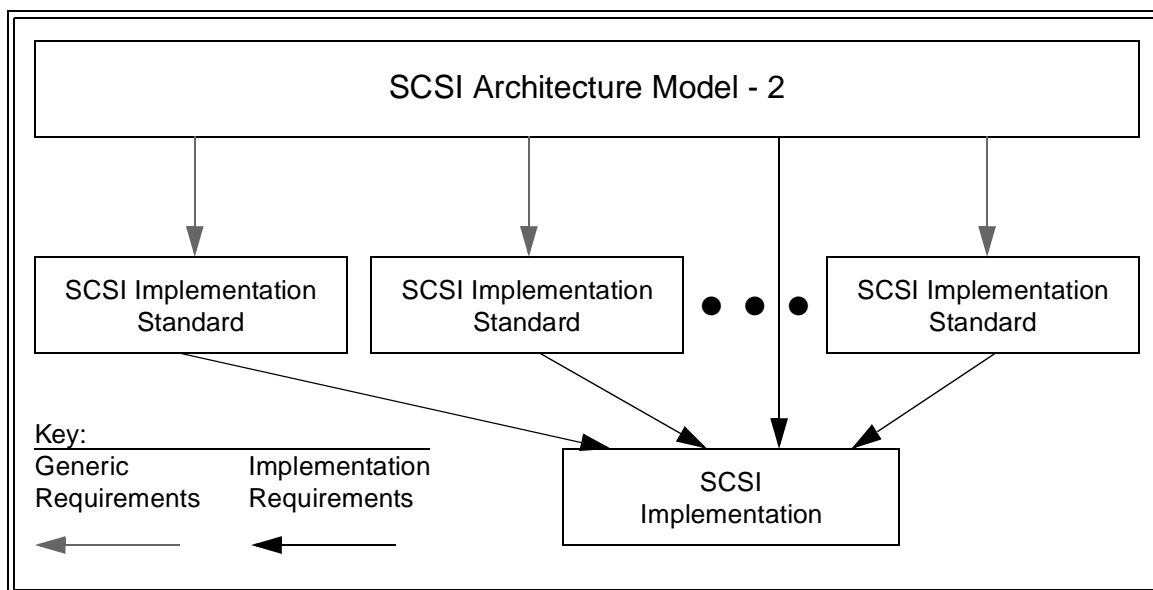 SCSI Architecture Model - 2
SCSI Implementation
Standard
SCSI Implementation
Standard
SCSI Implementation
Standard
Key:
Generic
Requirements
Implementation
Requirements
SCSI
Implementation